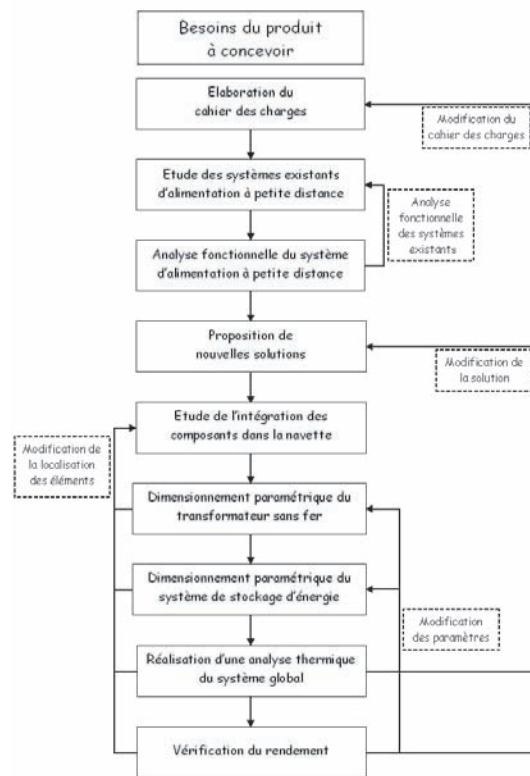 Besoins du produit
à concevoir
Elaboration du
cahier des charges
Modification du
cahier des charges
Etude des systèmes existants
d'alimentation à petite distance
Analyse
fonctionnelle
des systèmes
existants
Analyse fonctionnelle du système
d'alimentation à petite distance
Proposition de
nouvelles solutions
Modification de
la solution
Etude de l'intégration des
composants dans la navette
Modification de
la localisation
des éléments
Dimensionnement paramétrique du
transformateur sans fer
Dimensionnement paramétrique du
système de stockage d'énergie
Modification
des paramètres
Réalisation d'une analyse thermique
du système global
Vérification du rendement